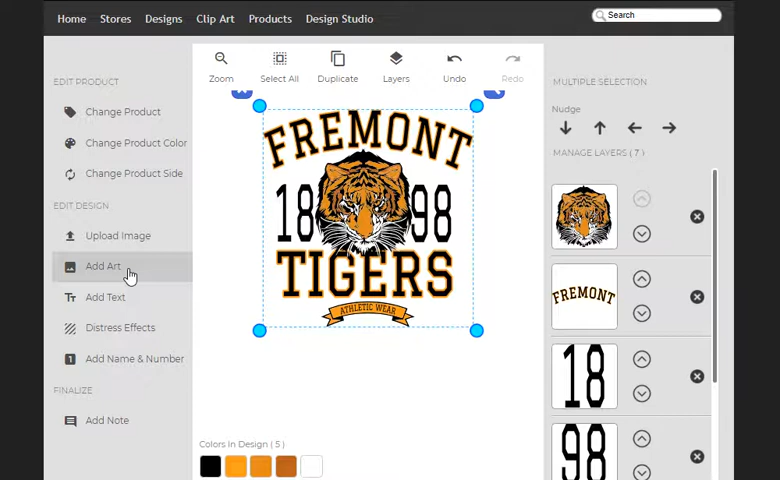 Home Stores Designs Clip Art Products Design Studio
Search
EDIT PRODUCT
Change Product
Change Product Color
Change Product Side
EDIT DESIGN
Upload Image
Add Art
Add Text
Distress Effects
Add Name & Number
FINALIZE
Add Note
Zoom Select All Duplicate Layers Undo Redo
FREMONT
18 98
TIGERS
ATHLETIC WEAR
Colors In Design ( 5 )
MULTIPLE SELECTION
Nudge
MANAGE LAYERS ( 7 )
FREMONT
18
98